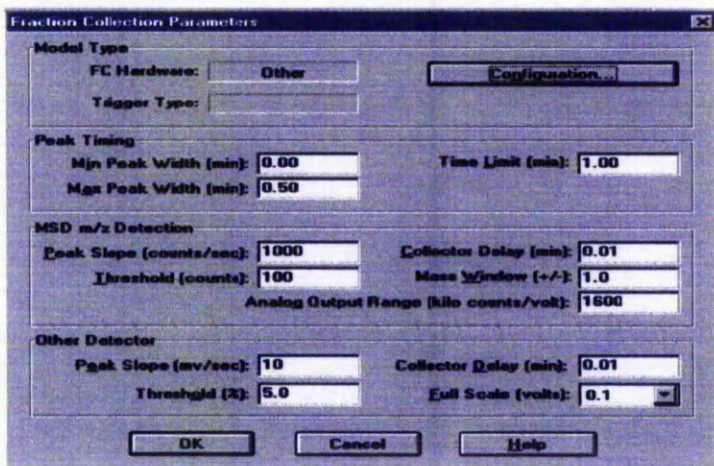 Fraction Collection Parameters
Model Type
FC Hardware: Other Configuration...
Trigger Type:
Peak Timing
Min Peak Width (min): 0.00 Time Limit (min): 1.00
Max Peak Width (min): 0.50
MSD m/z Detection
Peak Slope (counts/sec): 1000 Collector Delay (min): 0.01
Threshold (counts): 100 Mass Window (+/-): 1.0
Analog Output Range (kilo counts/volt): 1600
Other Detector
Peak Slope (mv/sec): 10 Collector Delay (min): 0.01
Threshold (%): 5.0 Full Scale (volts): 0.1
OK Cancel Help